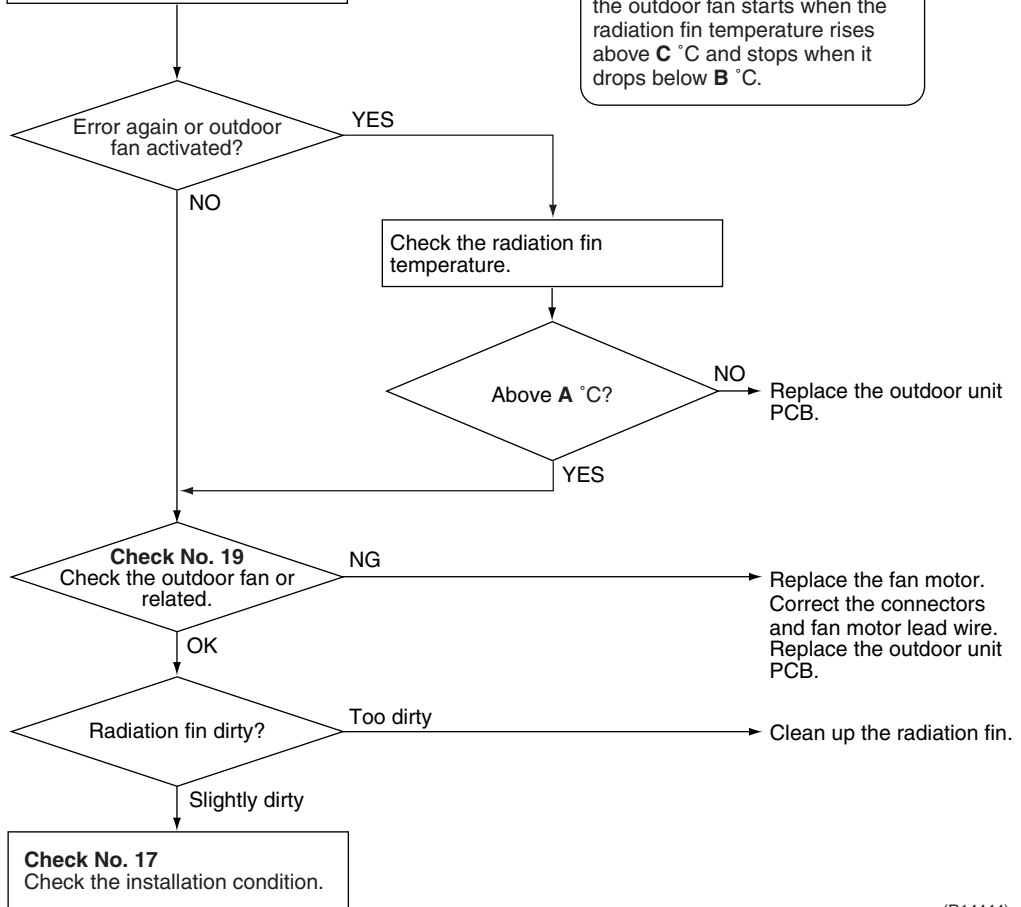 the outdoor fan starts when the
radiation fin temperature rises
above C ˚C and stops when it
drops below B ˚C.
Error again or outdoor
fan activated?
YES
NO
Check the radiation fin
temperature.
Above A ˚C?
NO
Replace the outdoor unit
PCB.
YES
Check No. 19
Check the outdoor fan or
related.
NG
Replace the fan motor.
Correct the connectors
and fan motor lead wire.
Replace the outdoor unit
PCB.
OK
Radiation fin dirty?
Too dirty
Clean up the radiation fin.
Slightly dirty
Check No. 17
Check the installation condition.